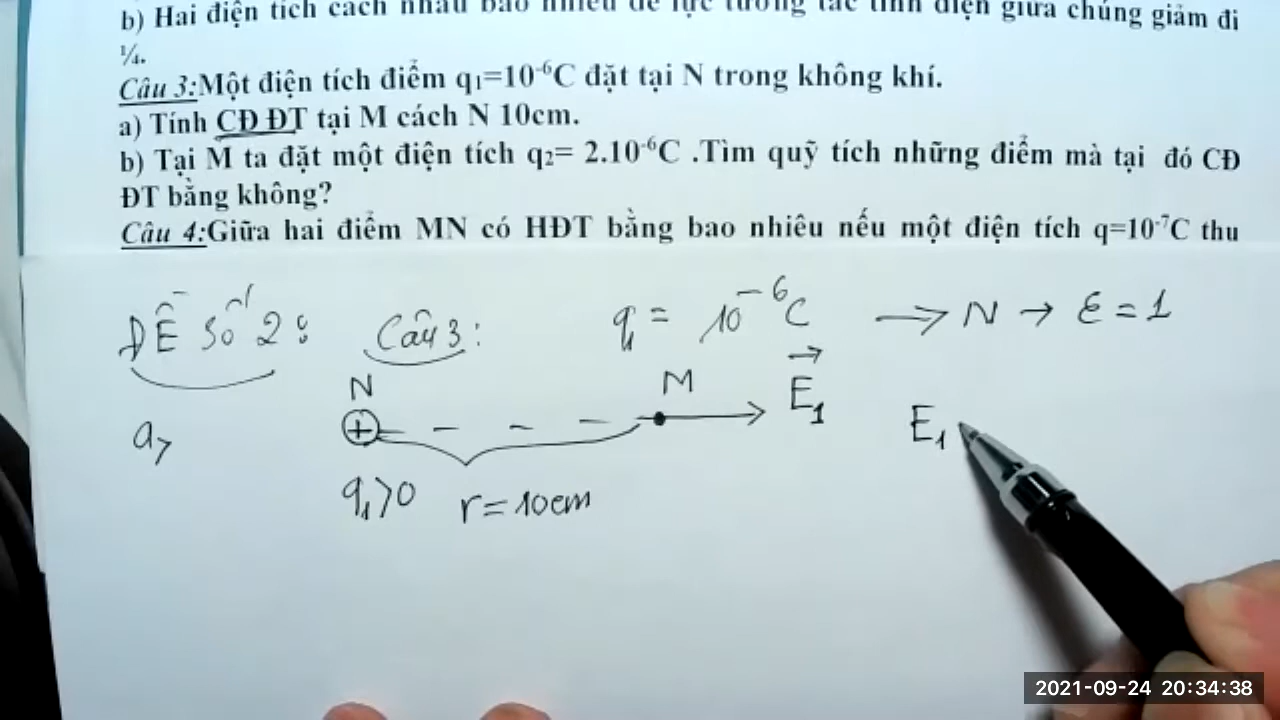 b) Hai điện tích cách nhau bao nhiêu để lực tương tác tĩnh điện giữa chúng giảm đi
¼.
Câu 3:Một điện tích điểm q₁=10⁻⁶C đặt tại N trong không khí.
a) Tính CĐ ĐT tại M cách N 10cm.
b) Tại M ta đặt một điện tích q₂= 2.10⁻⁶C .Tìm quỹ tích những điểm mà tại đó CĐ
ĐT bằng không?
Câu 4:Giữa hai điểm MN có HĐT bằng bao nhiêu nếu một điện tích q=10⁻⁷C thu
ĐỀ Số 2: Câu 3: q = 10⁻⁶C → N → ε = 1
N M E₁
a, + E₁
q₁>0 r=10cm
2021-09-24 20:34:38